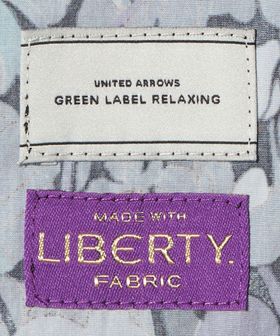 UNITED ARROWS
GREEN LABEL RELAXING
MADE WITH
LIBERTY.
FABRIC